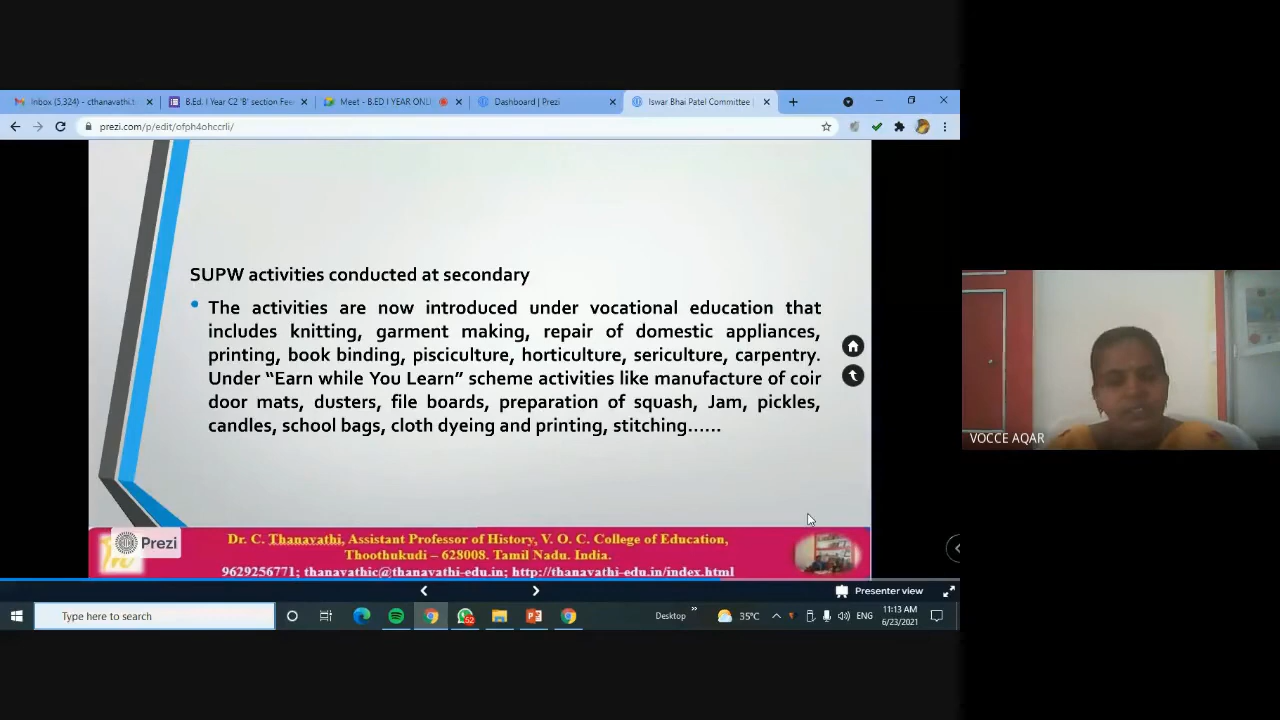 Inbox (5,324) - cthanavathi.t
B.Ed. I Year C2 'B' section Fee
Meet - B.ED I YEAR ONLI
Dashboard | Prezi
Iswar Bhai Patel Committee |
prezi.com/p/edit/ofph4ohccrli/
SUPW activities conducted at secondary
• The activities are now introduced under vocational education that
includes knitting, garment making, repair of domestic appliances,
printing, book binding, pisciculture, horticulture, sericulture, carpentry.
Under “Earn while You Learn” scheme activities like manufacture of coir
door mats, dusters, file boards, preparation of squash, Jam, pickles,
candles, school bags, cloth dyeing and printing, stitching......
VOCCE AQAR
Prezi
Dr. C. Thanavathi, Assistant Professor of History, V. O. C. College of Education,
Thoothukudi – 628008. Tamil Nadu. India.
9629256771; thanavathic@thanavathi-edu.in; http://thanavathi-edu.in/index.html
Presenter view
Type here to search
Desktop
35°C
ENG
11:13 AM
6/23/2021